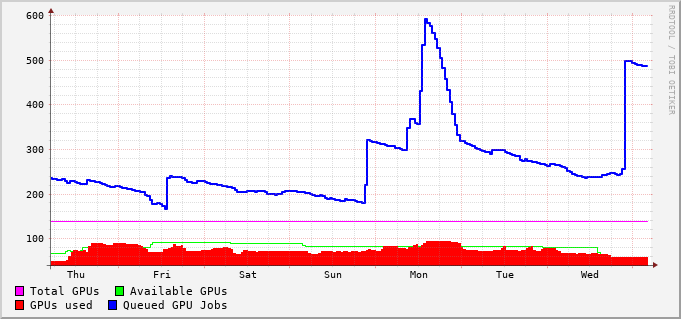 600
500
400
300
200
100
Thu Fri Sat Sun Mon Tue Wed
Total GPUs Available GPUs
GPUs used Queued GPU Jobs
RRDTOOL / TOBI OETIKER